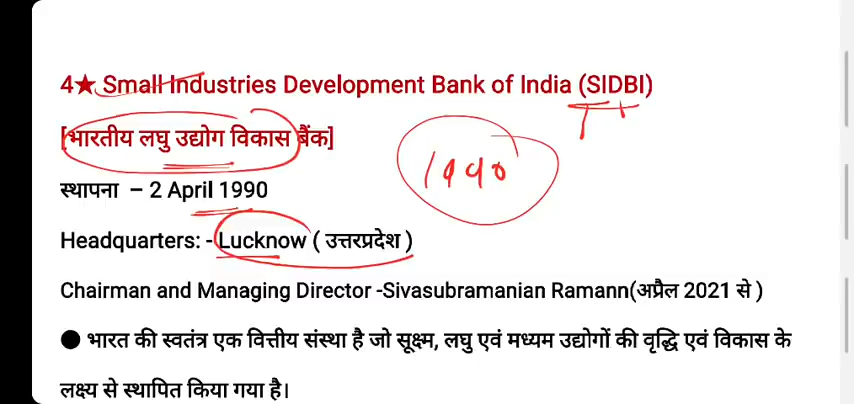 4★ Small Industries Development Bank of India (SIDBI)
[भारतीय लघु उद्योग विकास बैंक]
1990
स्थापना – 2 April 1990
Headquarters: - Lucknow ( उत्तरप्रदेश )
Chairman and Managing Director -Sivasubramanian Ramann(अप्रैल 2021 से )
● भारत की स्वतंत्र एक वित्तीय संस्था है जो सूक्ष्म, लघु एवं मध्यम उद्योगों की वृद्धि एवं विकास के
लक्ष्य से स्थापित किया गया है।